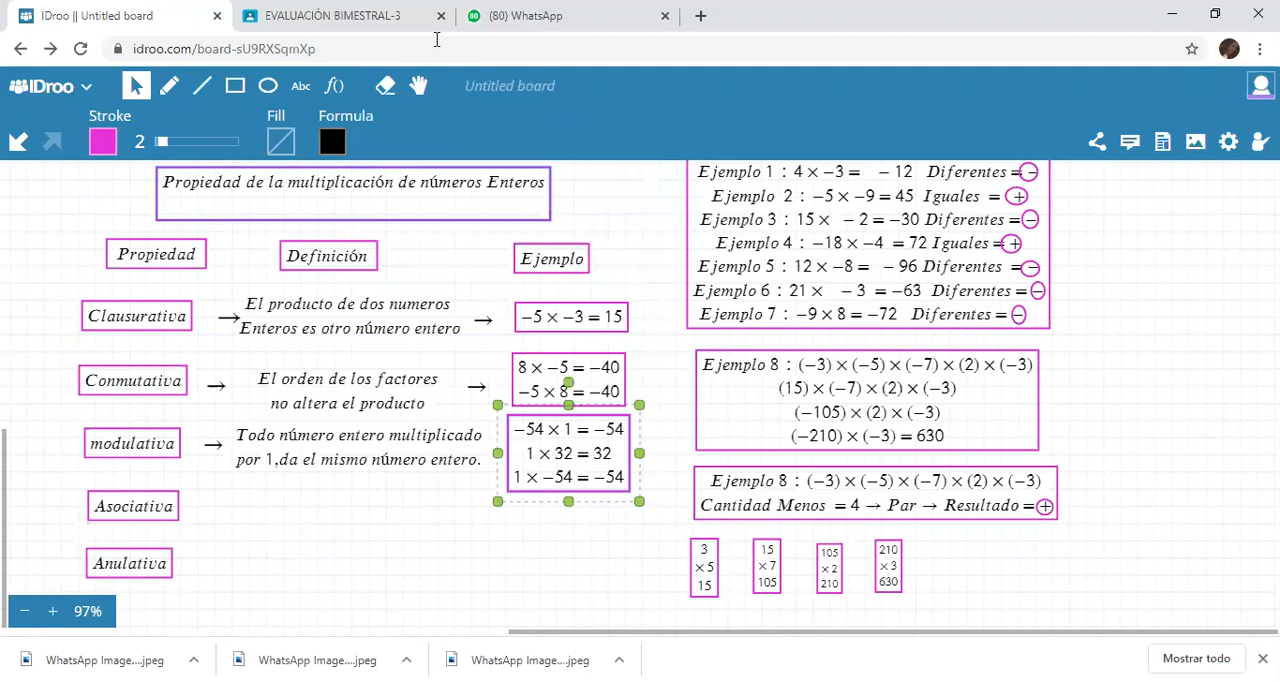 IDroo || Untitled board
EVALUACIÓN BIMESTRAL-3
80
(80) WhatsApp
idroo.com/board-sU9RXSqmXp
IDroo
Abc
f()
Untitled board
Stroke
Fill
Formula
2
Propiedad de la multiplicación de números Enteros
Propiedad
Definición
Ejemplo
Clausurativa
→ El producto de dos numeros
Enteros es otro número entero →
−5 × −3 = 15
Conmutativa
→ El orden de los factores
no altera el producto →
8 × −5 = −40
−5 × 8 = −40
modulativa
→ Todo número entero multiplicado
por 1,da el mismo número entero.
−54 × 1 = −54
1 × 32 = 32
1 × −54 = −54
Asociativa
Anulativa
Ejemplo 1 : 4 × −3 = − 12 Diferentes = −
Ejemplo 2 : −5 × −9 = 45 Iguales = +
Ejemplo 3 : 15 × − 2 = −30 Diferentes = −
Ejemplo 4 : −18 × −4 = 72 Iguales = +
Ejemplo 5 : 12 × −8 = − 96 Diferentes = −
Ejemplo 6 : 21 × − 3 = −63 Diferentes = −
Ejemplo 7 : −9 × 8 = −72 Diferentes = −
Ejemplo 8 : (−3) × (−5) × (−7) × (2) × (−3)
(15) × (−7) × (2) × (−3)
(−105) × (2) × (−3)
(−210) × (−3) = 630
Ejemplo 8 : (−3) × (−5) × (−7) × (2) × (−3)
Cantidad Menos = 4 → Par → Resultado = +
3
× 5
15
15
× 7
105
105
× 2
210
210
× 3
630
− + 97%
WhatsApp Image....jpeg
WhatsApp Image....jpeg
WhatsApp Image....jpeg
Mostrar todo